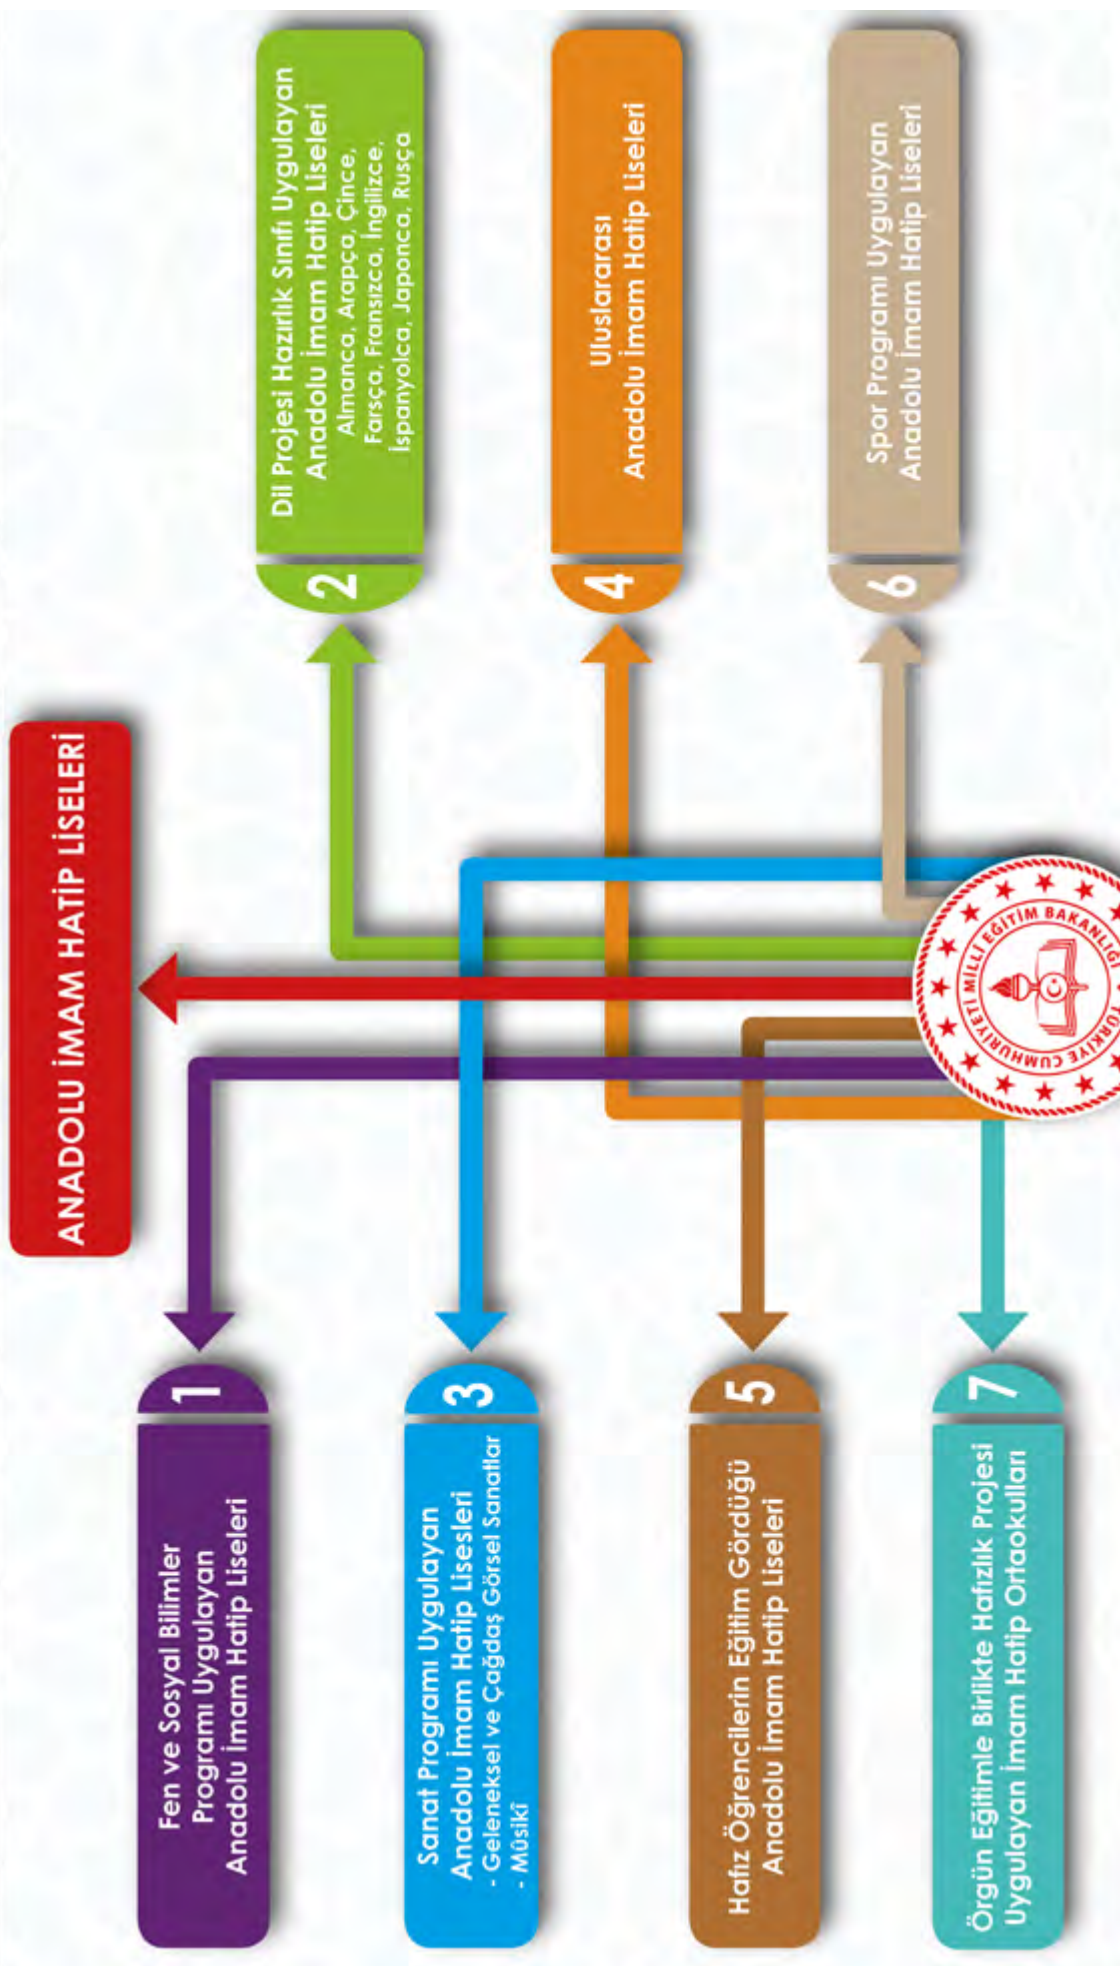 ANADOLU İMAM HATİP LİSELERİ
1
Fen ve Sosyal Bilimler
Programı Uygulayan
Anadolu İmam Hatip Liseleri
2
Dil Projesi Hazırlık Sınıfı Uygulayan
Anadolu İmam Hatip Liseleri
Almanca, Arapça, Çince,
Farsça, Fransızca, İngilizce,
İspanyolca, Japonca, Rusça
3
Sanat Programı Uygulayan
Anadolu İmam Hatip Lisesleri
- Geleneksel ve Çağdaş Görsel Sanatlar
- Mûsikî
4
Uluslararası
Anadolu İmam Hatip Liseleri
5
Hafız Öğrencilerin Eğitim Gördüğü
Anadolu İmam Hatip Liseleri
6
Spor Programı Uygulayan
Anadolu İmam Hatip Liseleri
7
Örgün Eğitimle Birlikte Hafızlık Projesi
Uygulayan İmam Hatip Ortaokulları
TÜRKİYE CUMHURİYETİ MİLLÎ EĞİTİM BAKANLIĞI